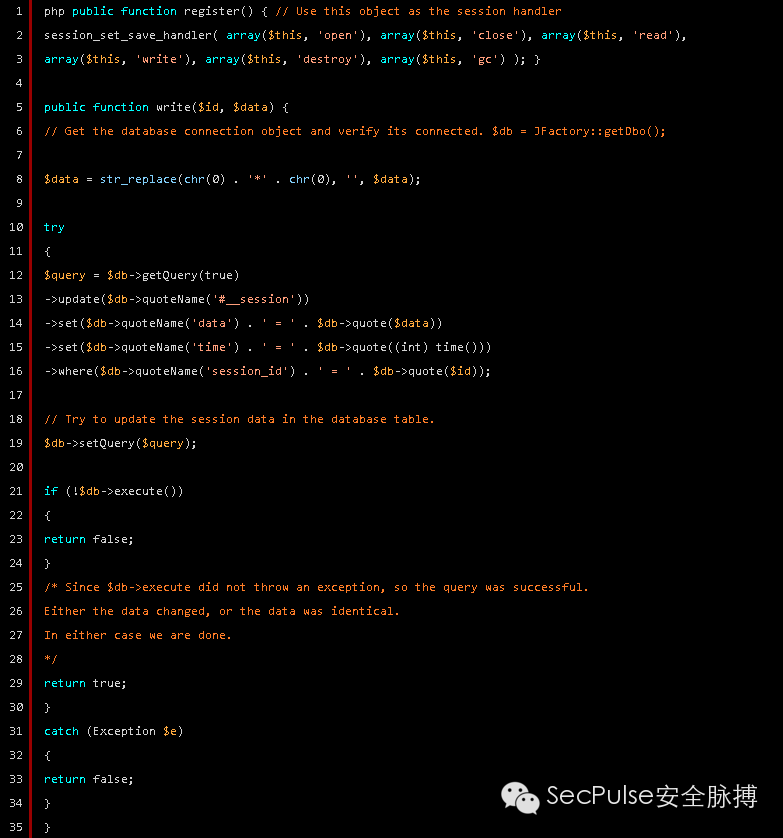 1 php public function register() { // Use this object as the session handler
2 session_set_save_handler( array($this, 'open'), array($this, 'close'), array($this, 'read'),
3 array($this, 'write'), array($this, 'destroy'), array($this, 'gc') ); }
4
5 public function write($id, $data) {
6 // Get the database connection object and verify its connected. $db = JFactory::getDbo();
7
8 $data = str_replace(chr(0) . '*' . chr(0), '', $data);
9
10 try
11 {
12 $query = $db->getQuery(true)
13 ->update($db->quoteName('#__session'))
14 ->set($db->quoteName('data') . ' = ' . $db->quote($data))
15 ->set($db->quoteName('time') . ' = ' . $db->quote((int) time()))
16 ->where($db->quoteName('session_id') . ' = ' . $db->quote($id));
17
18 // Try to update the session data in the database table.
19 $db->setQuery($query);
20
21 if (!$db->execute())
22 {
23 return false;
24 }
25 /* Since $db->execute did not throw an exception, so the query was successful.
26 Either the data changed, or the data was identical.
27 In either case we are done.
28 */
29 return true;
30 }
31 catch (Exception $e)
32 {
33 return false;
34 }
35 }
SecPulse安全脉搏